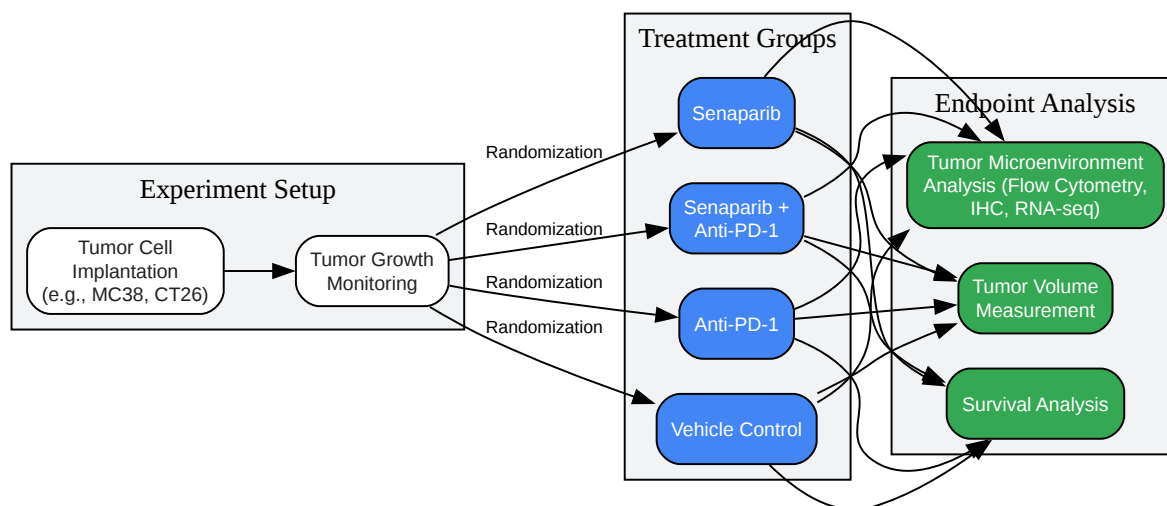 Experiment Setup
Tumor Cell
Implantation
(e.g., MC38, CT26)
Tumor Growth
Monitoring
Randomization
Randomization
Randomization
Randomization
Treatment Groups
Senaparib
Senaparib +
Anti-PD-1
Anti-PD-1
Vehicle Control
Endpoint Analysis
Tumor Microenvironment
Analysis (Flow Cytometry,
IHC, RNA-seq)
Tumor Volume
Measurement
Survival Analysis